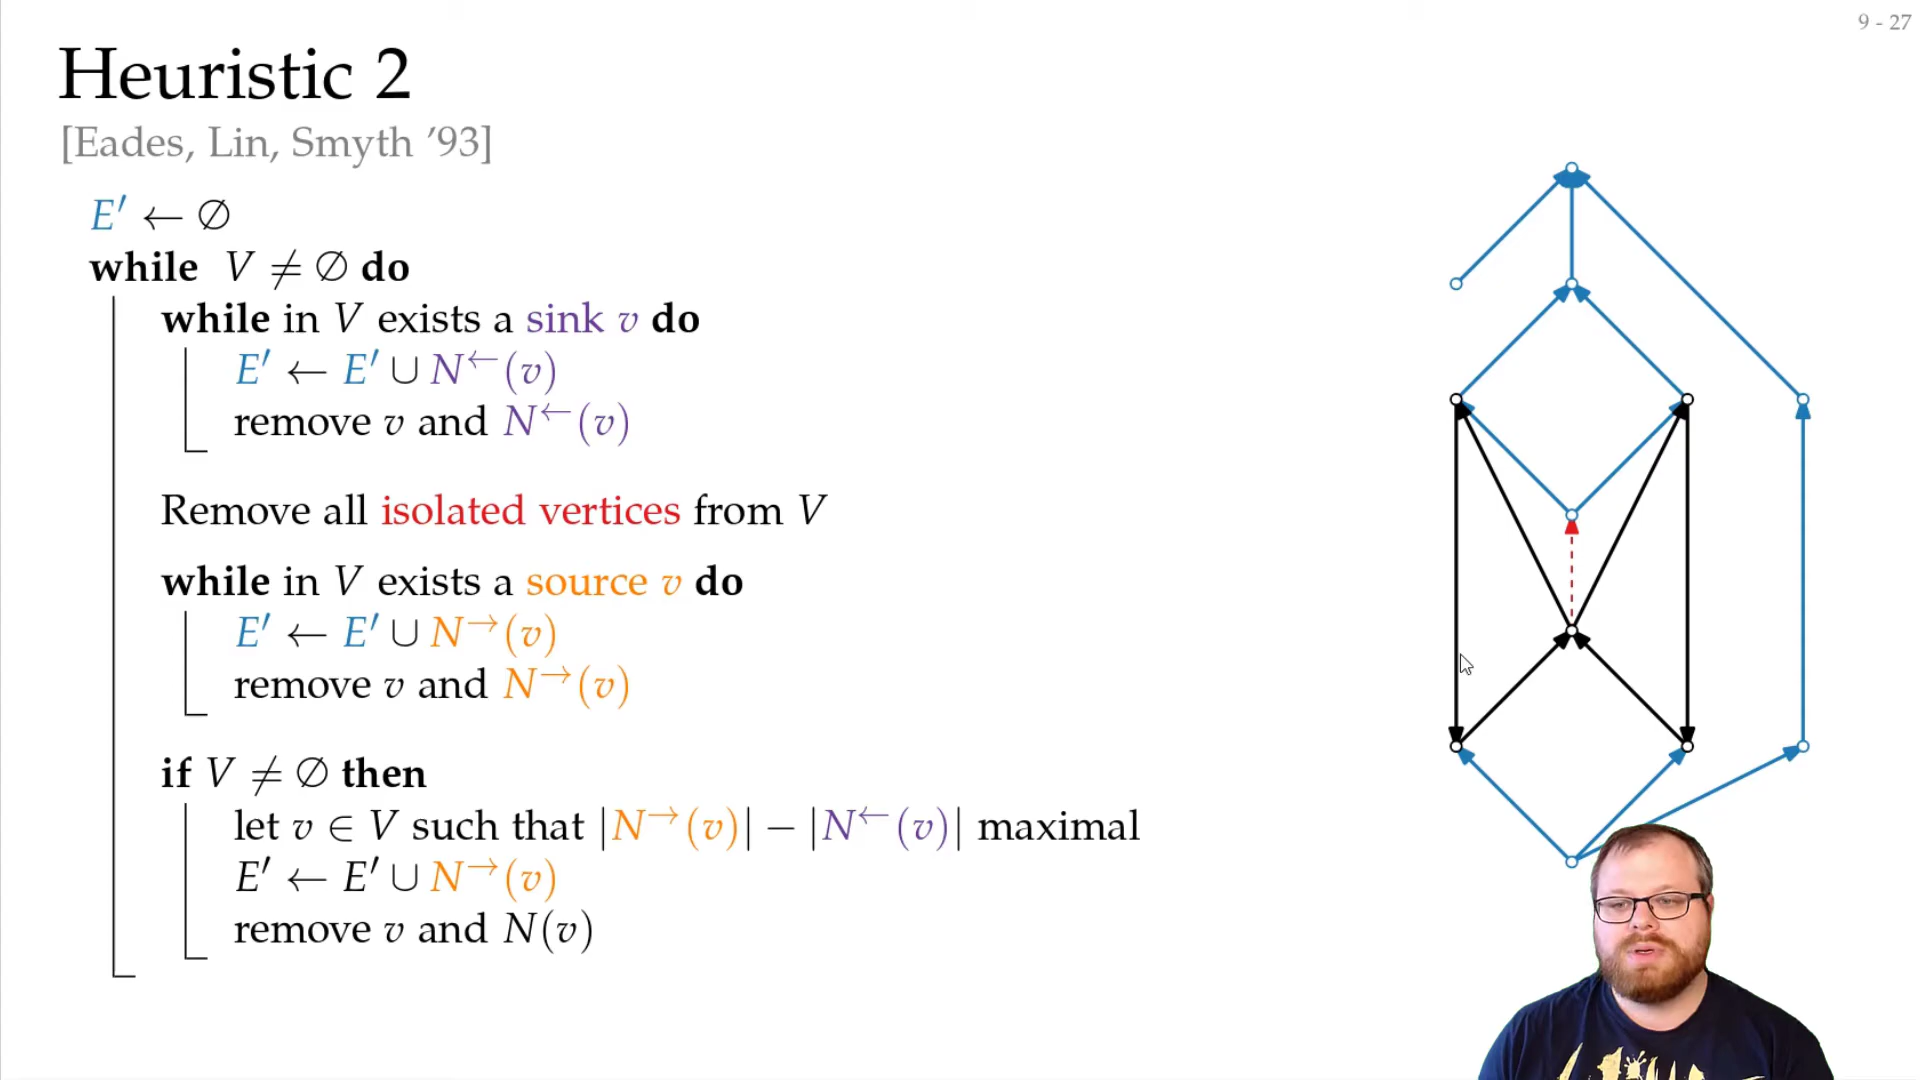 9 - 27
Heuristic 2
[Eades, Lin, Smyth ’93]
E′ ← ∅
while V ≠ ∅ do
while in V exists a sink v do
E′ ← E′ ∪ N←(v)
remove v and N←(v)
Remove all isolated vertices from V
while in V exists a source v do
E′ ← E′ ∪ N→(v)
remove v and N→(v)
if V ≠ ∅ then
let v ∈ V such that |N→(v)| − |N←(v)| maximal
E′ ← E′ ∪ N→(v)
remove v and N(v)